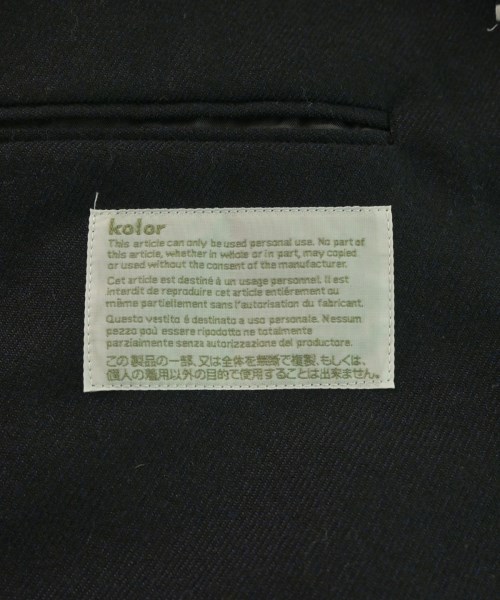 kolor
This article can only be used personal use. No part of
this article, whether in whole or in part, may copied
or used without the consent of the manufacturer.
Cet article est destiné à un usage personnel. Il est
interdit de reproduire cet article entiérement ou
même partiellement sans l'autorisation du fabricant.
Questo vestito é destinato a uso personale. Nessun
pezzo poú essere ripodotto ne totalmente
parzialmente senza autorizzazione del productore.
この製品の一部、又は全体を無断で複製、もしくは、
個人の着用以外の目的で使用することは出来ません。